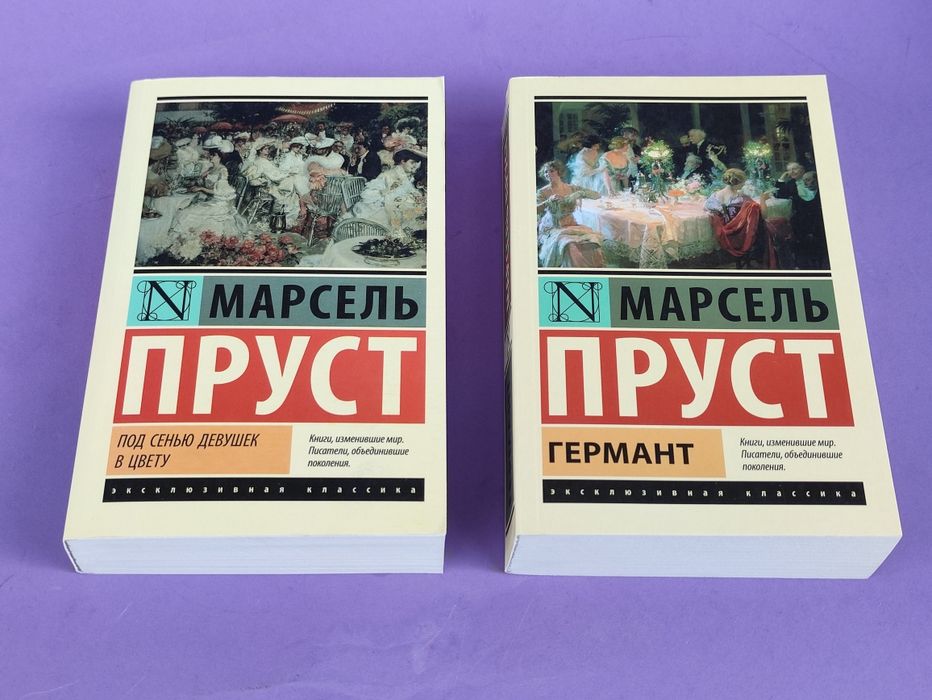 N МАРСЕЛЬ
ПРУСТ
ПОД СЕНЬЮ ДЕВУШЕК
В ЦВЕТУ
Книги, изменившие мир.
Писатели, объединившие
поколения.
эксклюзивная классика
N МАРСЕЛЬ
ПРУСТ
ГЕРМАНТ
Книги, изменившие мир.
Писатели, объединившие
поколения.
эксклюзивная классика